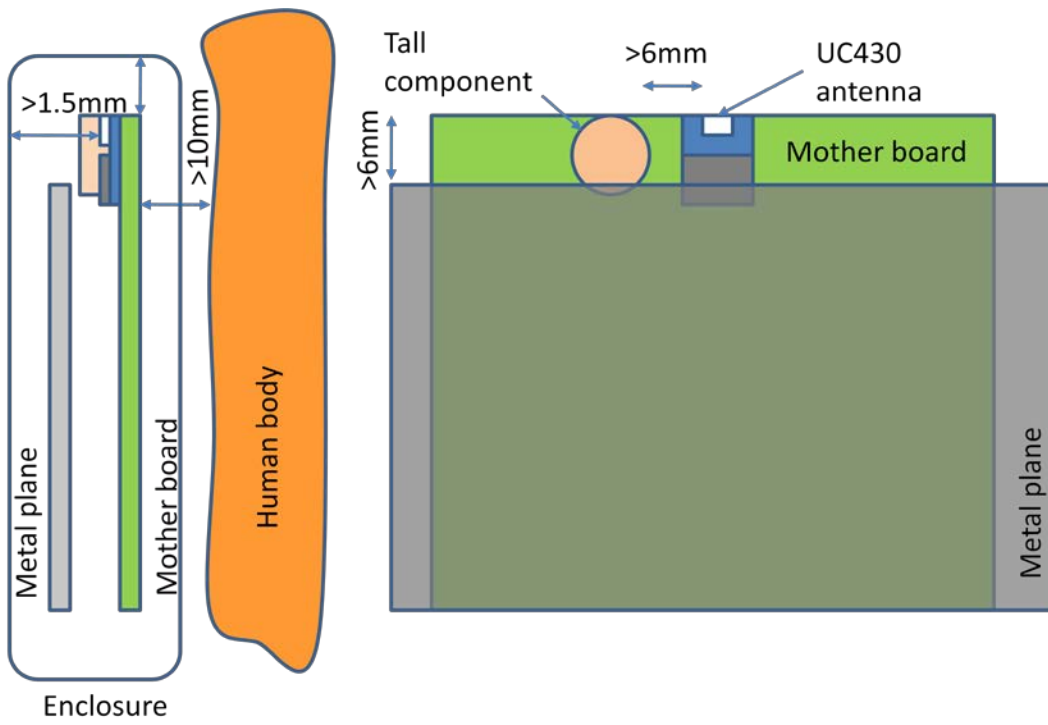 >1.5mm
>10mm
Metal plane
Mother board
Human body
Enclosure
Tall
component
>6mm
UC430
antenna
>6mm
Mother board
Metal plane